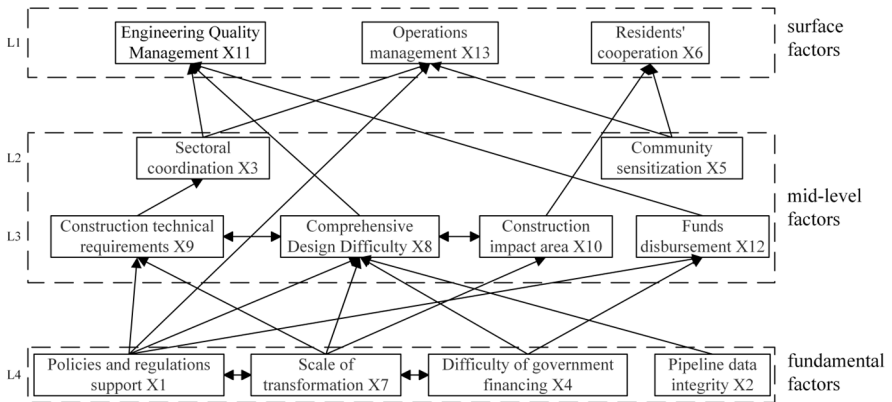 L1
Engineering Quality
Management X11
Operations
management X13
Residents'
cooperation X6
surface
factors
L2
Sectoral
coordination X3
Community
sensitization X5
mid-level
factors
L3
Construction technical
requirements X9
Comprehensive
Design Difficulty X8
Construction
impact area X10
Funds
disbursement X12
L4
Policies and regulations
support X1
Scale of
transformation X7
Difficulty of government
financing X4
Pipeline data
integrity X2
fundamental
factors